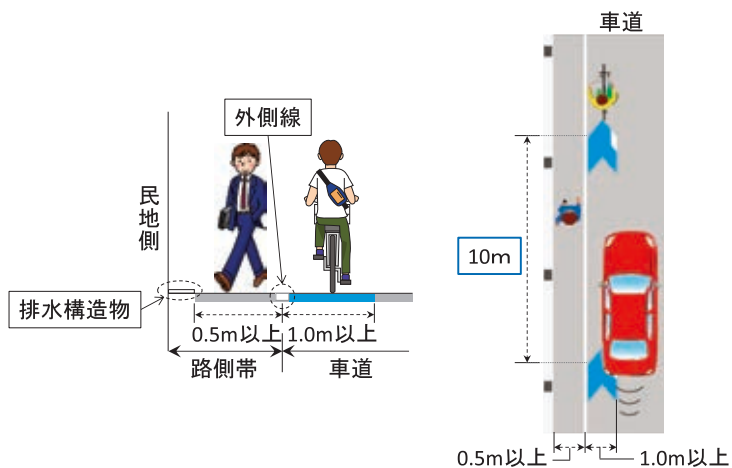 外側線
民地側
排水構造物
0.5m以上
1.0m以上
路側帯
車道
車道
10m
0.5m以上
1.0m以上